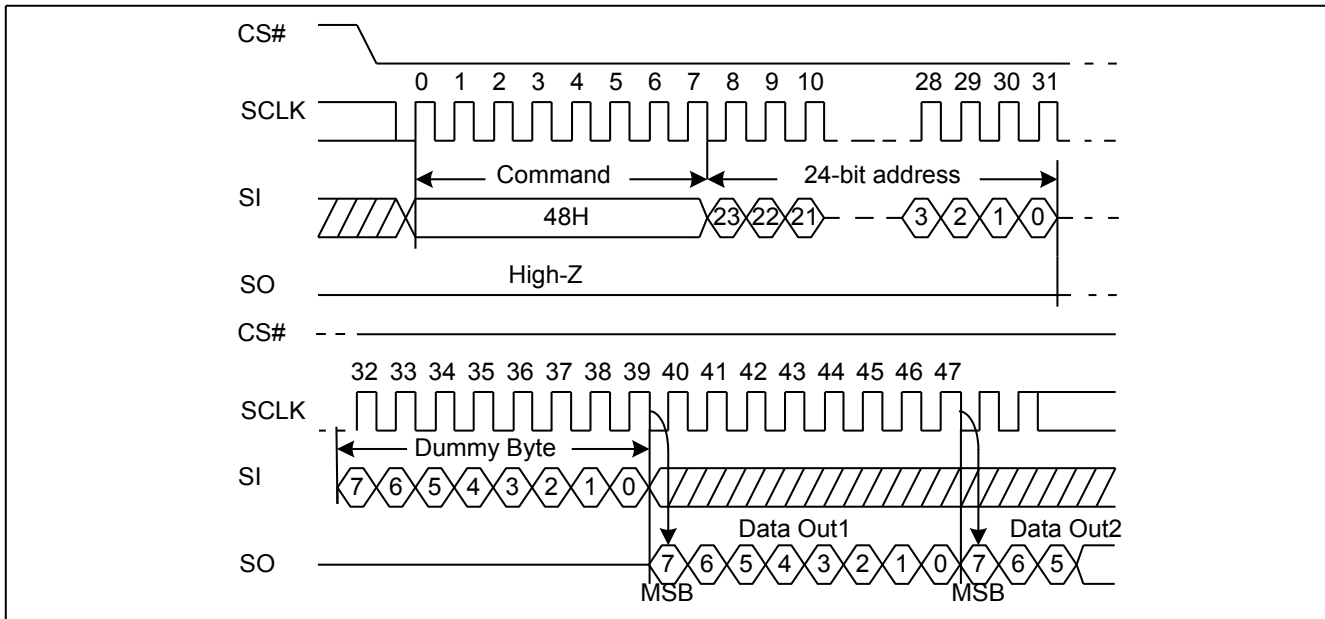 CS#
0 1 2 3 4 5 6 7 8 9 10 28 29 30 31
SCLK
Command 24-bit address
SI
48H 23 22 21 3 2 1 0
High-Z
SO
CS#
32 33 34 35 36 37 38 39 40 41 42 43 44 45 46 47
SCLK
Dummy Byte
SI
7 6 5 4 3 2 1 0
Data Out1 Data Out2
SO
7 6 5 4 3 2 1 0 7 6 5
MSB MSB